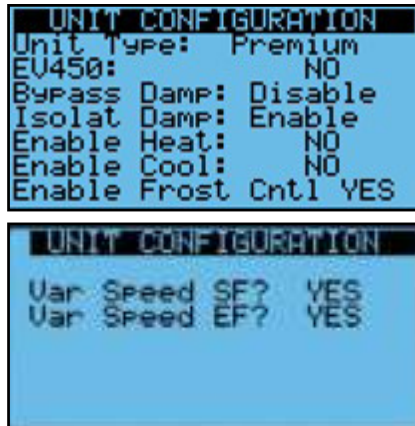 UNIT CONFIGURATION
Unit Type: Premium
EV450: NO
Bypass Damp: Disable
Isolat Damp: Enable
Enable Heat: NO
Enable Cool: NO
Enable Frost Cntl YES
UNIT CONFIGURATION
Var Speed SF? YES
Var Speed EF? YES